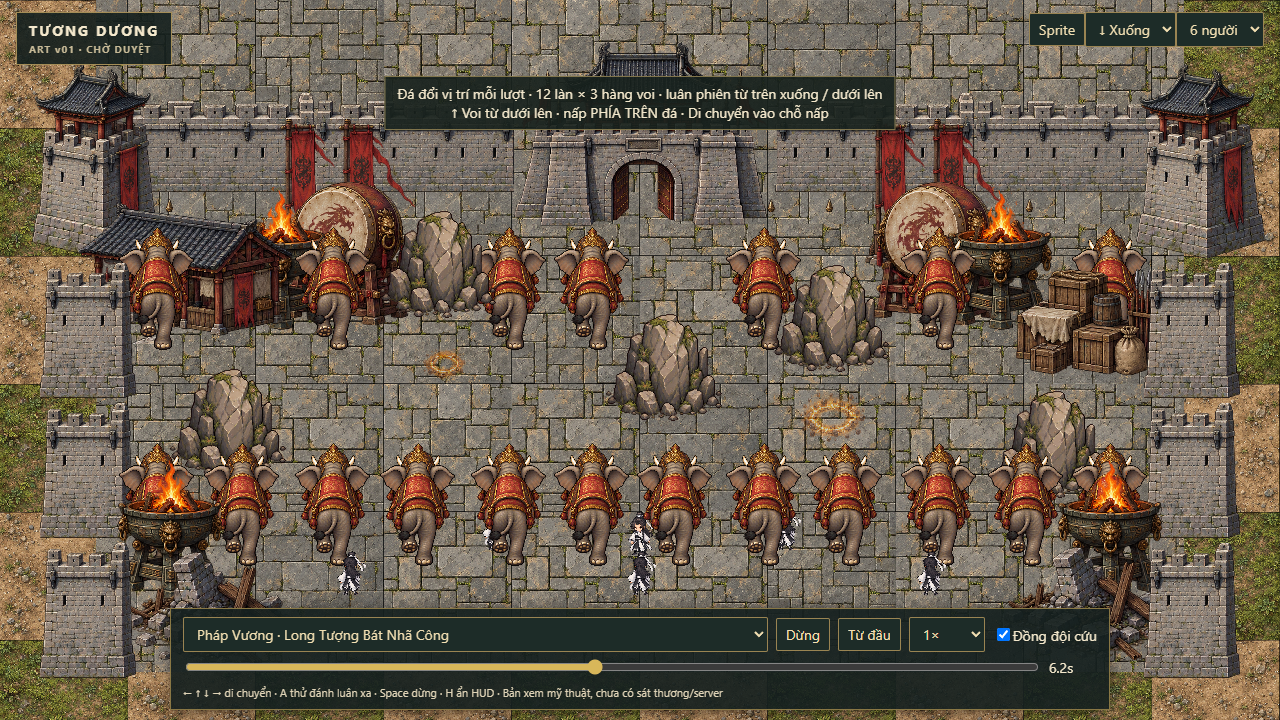 TƯƠNG DƯƠNG
ART v01 · CHỜ DUYỆT
Sprite
↓ Xuống
6 người
Đá đổi vị trí mỗi lượt · 12 làn × 3 hàng voi · luân phiên từ trên xuống / dưới lên
↑ Voi từ dưới lên · nấp PHÍA TRÊN đá · Di chuyển vào chỗ nấp
Pháp Vương · Long Tượng Bát Nhã Công
Dừng
Từ đầu
1×
Đồng đội cứu
6.2s
← ↑ ↓ → di chuyển · A thử đánh luân xa · Space dừng · H ẩn HUD · Bản xem mỹ thuật, chưa có sát thương/server